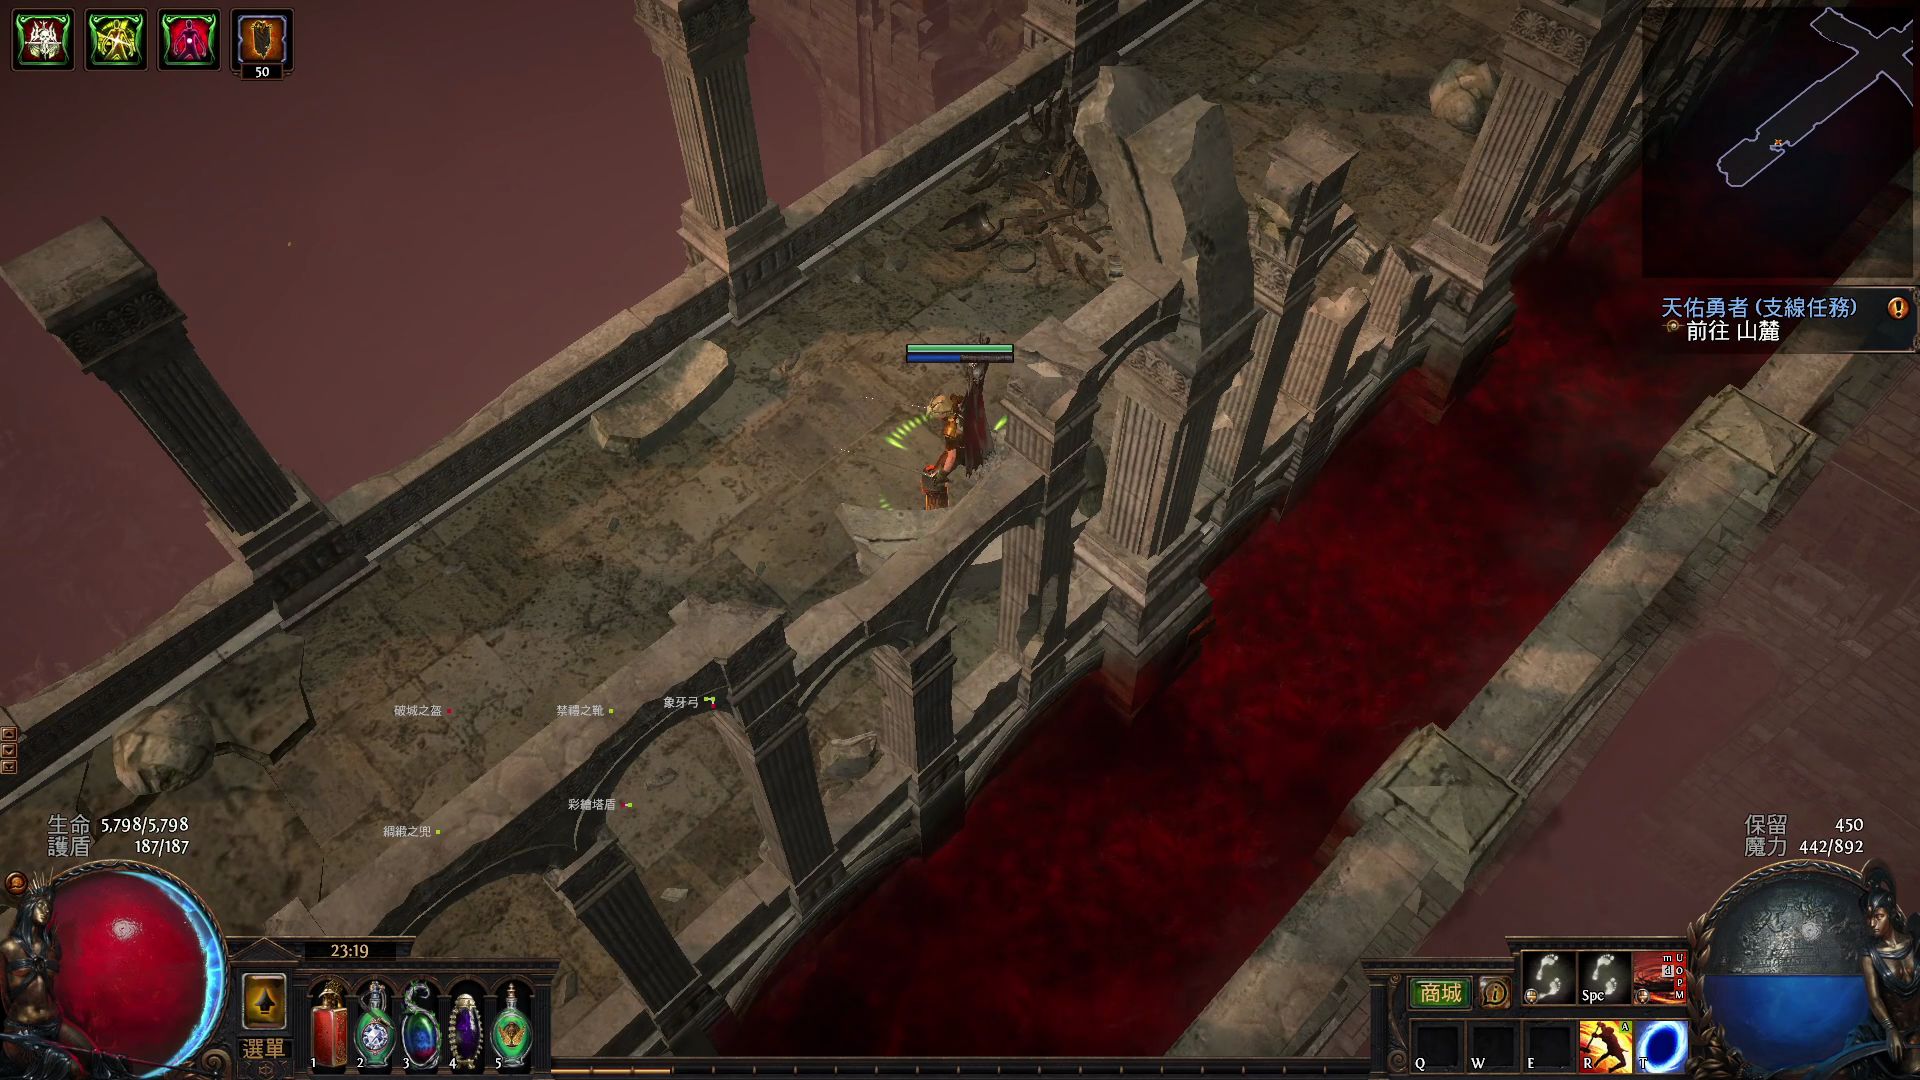 50
天佑勇者 (支線任務)
前往 山麓
象牙弓
破城之盔
禁禮之靴
彩繪塔盾
綢緞之兜
生命 5,798/5,798
護盾 187/187
保留 450
魔力 442/892
23:19
選單
1 2 3 4 5
商城
Spc
m U
d O
P
M
Q W E R A T